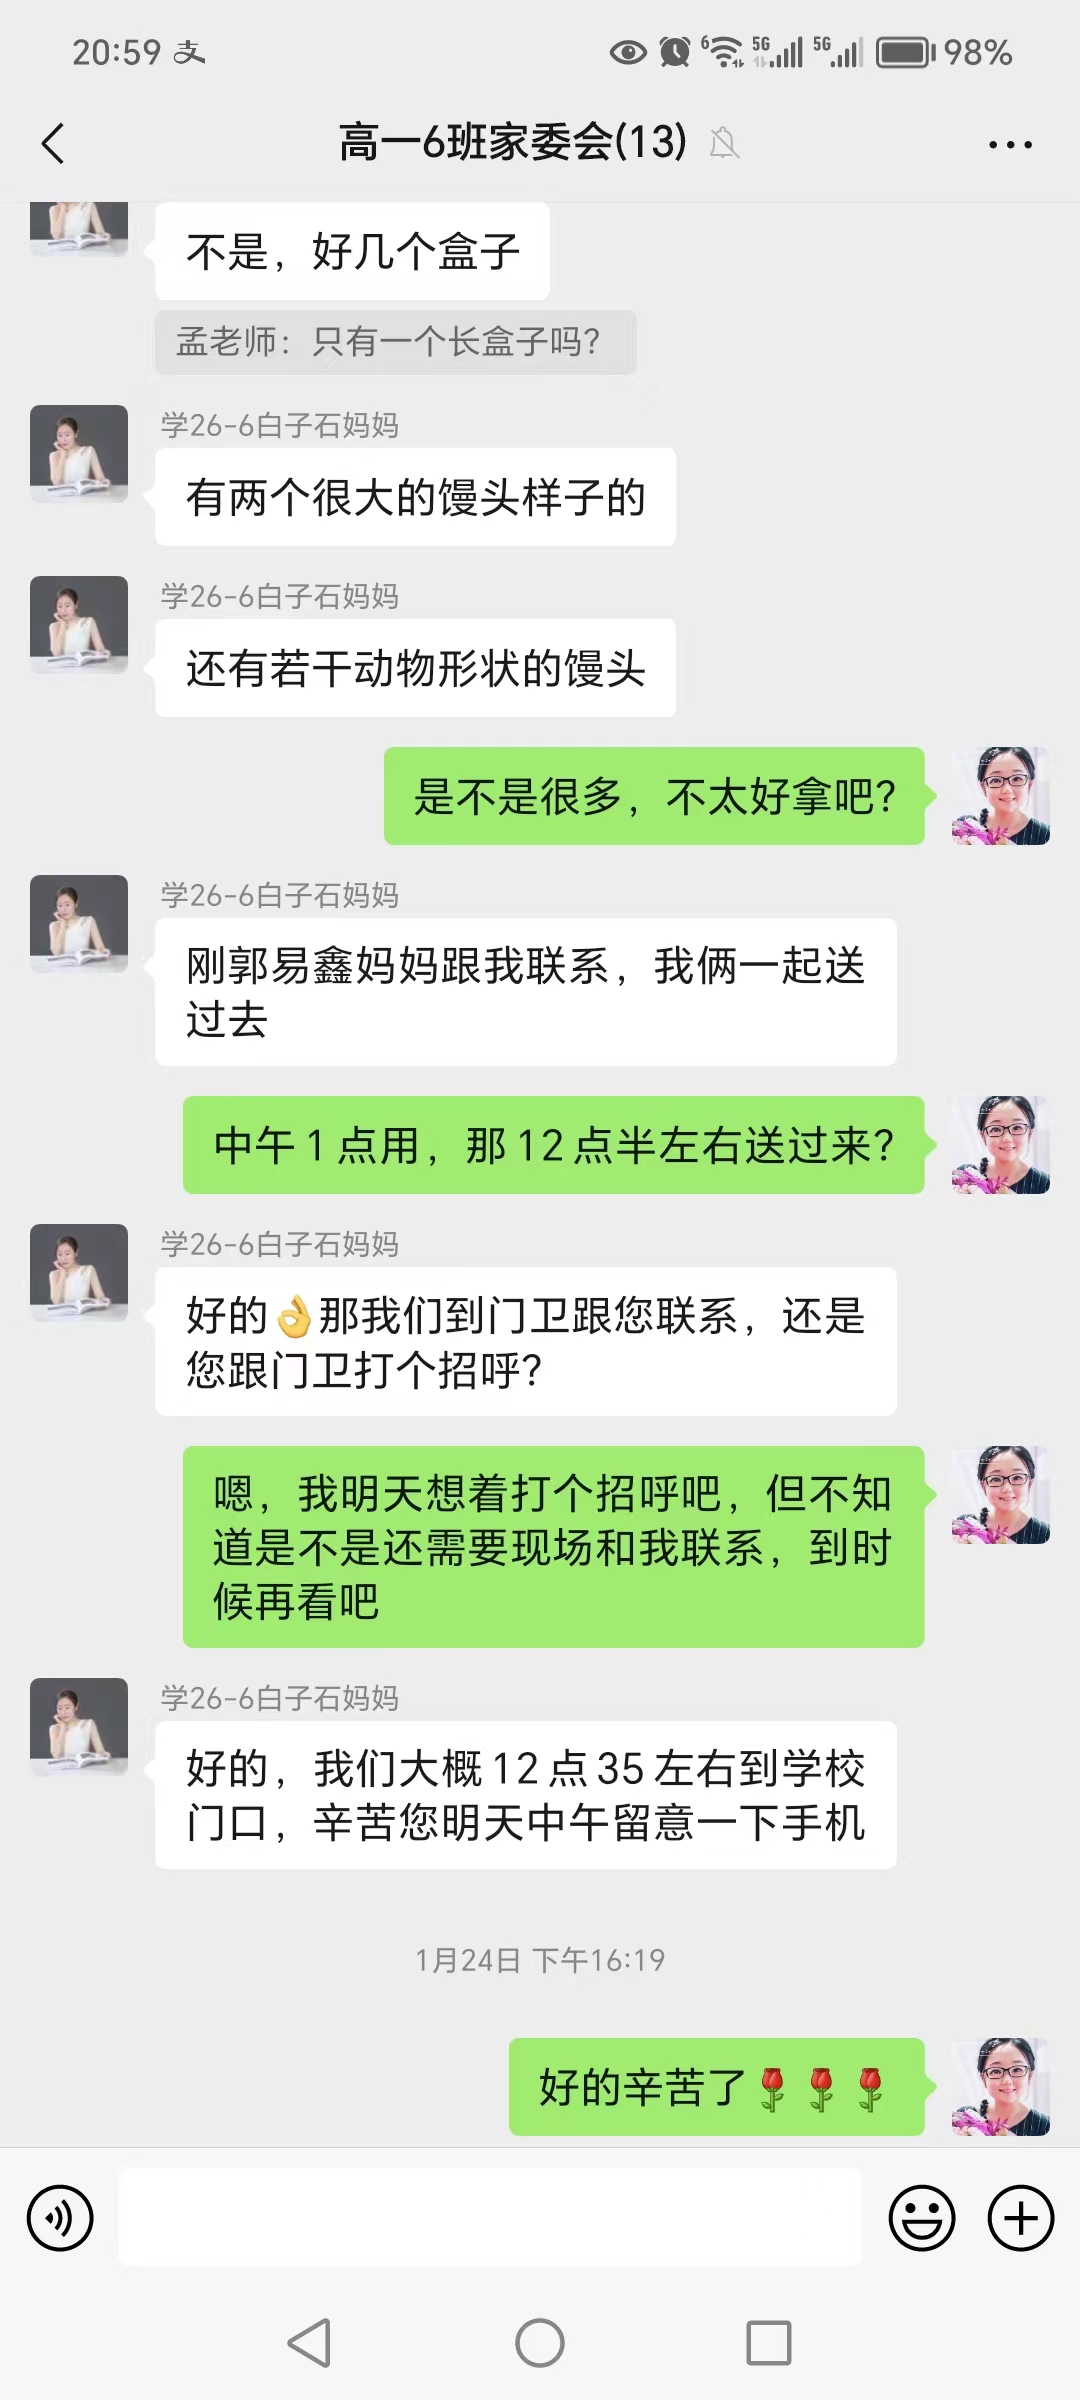 20:59 支 6 5G 5G 98%
高一6班家委会(13)
不是，好几个盒子
孟老师：只有一个长盒子吗？
学26-6白子石妈妈
有两个很大的馒头样子的
学26-6白子石妈妈
还有若干动物形状的馒头
是不是很多，不太好拿吧？
学26-6白子石妈妈
刚郭易鑫妈妈跟我联系，我俩一起送
过去
中午1点用，那12点半左右送过来？
学26-6白子石妈妈
好的👌那我们到门卫跟您联系，还是
您跟门卫打个招呼？
嗯，我明天想着打个招呼吧，但不知
道是不是还需要现场和我联系，到时
候再看吧
学26-6白子石妈妈
好的，我们大概12点35左右到学校
门口，辛苦您明天中午留意一下手机
1月24日 下午16:19
好的辛苦了🌹🌹🌹